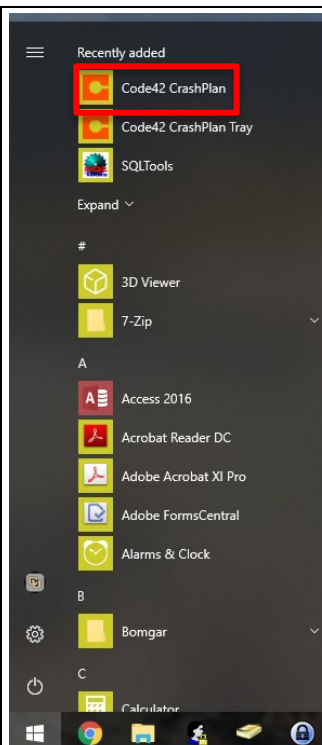 Recently added
Code42 CrashPlan
Code42 CrashPlan Tray
SQLTools
Expand
#
3D Viewer
7-Zip
A
Access 2016
Acrobat Reader DC
Adobe Acrobat XI Pro
Adobe FormsCentral
Alarms & Clock
B
Bomgar
C
Calculator